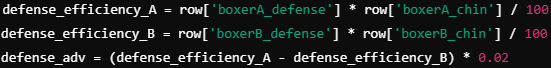 defense_efficiency_A = row['boxerA_defense'] * row['boxerA_chin'] / 100
defense_efficiency_B = row['boxerB_defense'] * row['boxerB_chin'] / 100
defense_adv = (defense_efficiency_A - defense_efficiency_B) * 0.02